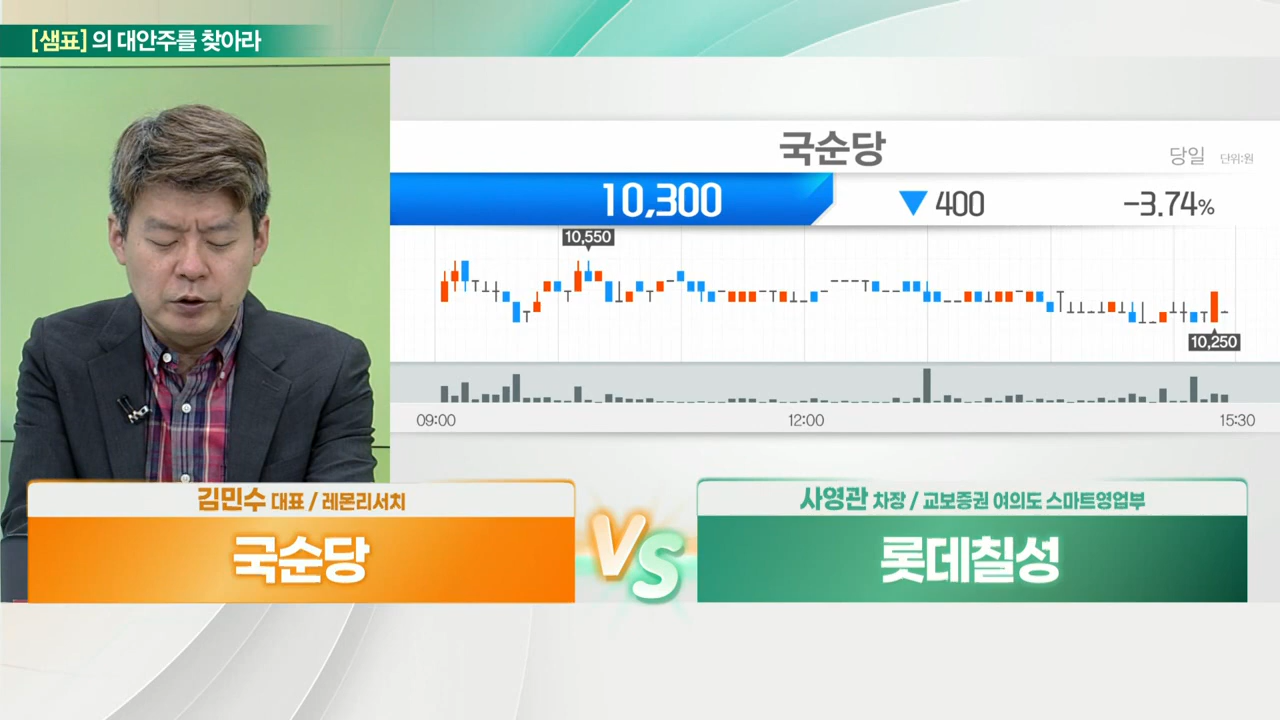 [샘표]의 대안주를 찾아라
국순당
당일 단위:원
10,300 ▼400 -3.74%
10,550
10,250
09:00 12:00 15:30
김민수 대표 / 레몬리서치
국순당
VS
사영관 차장 / 교보증권 여의도 스마트영업부
롯데칠성